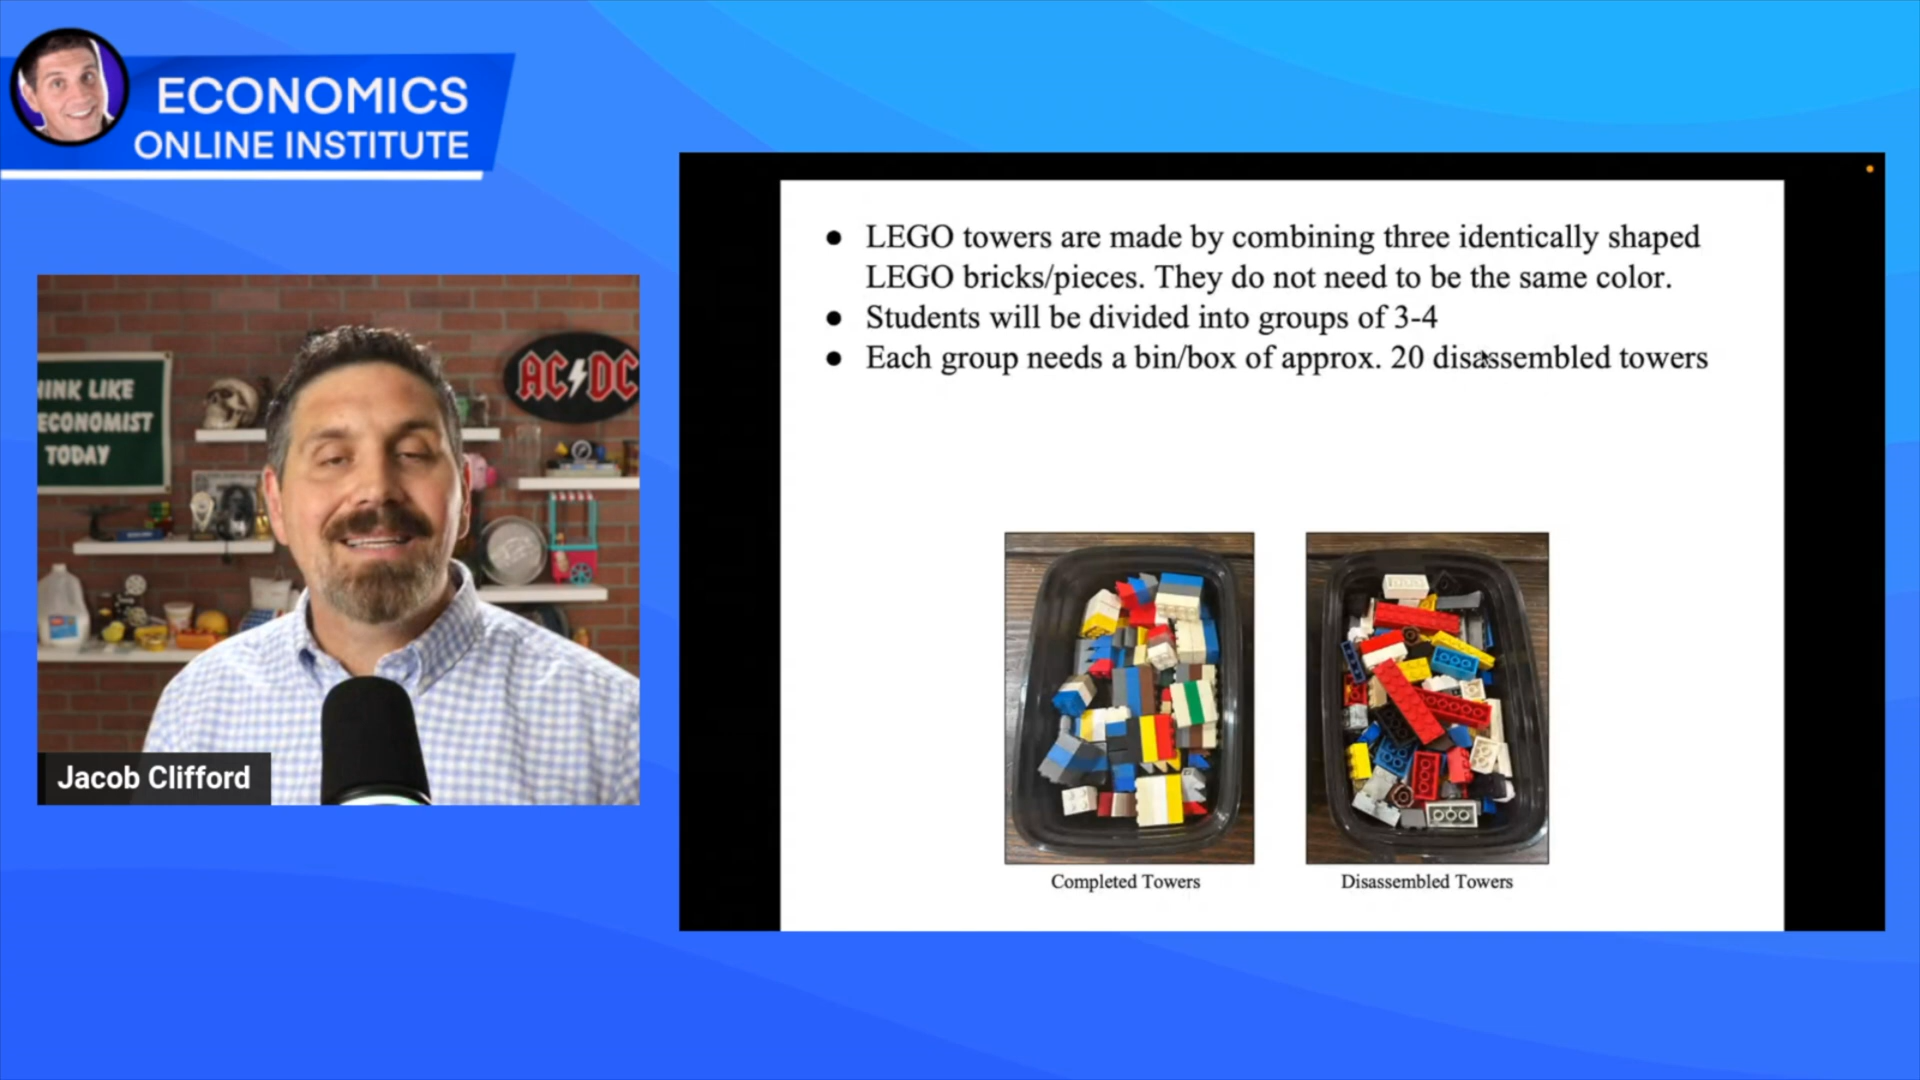 ECONOMICS
ONLINE INSTITUTE
HINK LIKE
ECONOMIST
TODAY
AC⚡DC
Jacob Clifford
● LEGO towers are made by combining three identically shaped
LEGO bricks/pieces. They do not need to be the same color.
● Students will be divided into groups of 3-4
● Each group needs a bin/box of approx. 20 disassembled towers
Completed Towers
Disassembled Towers